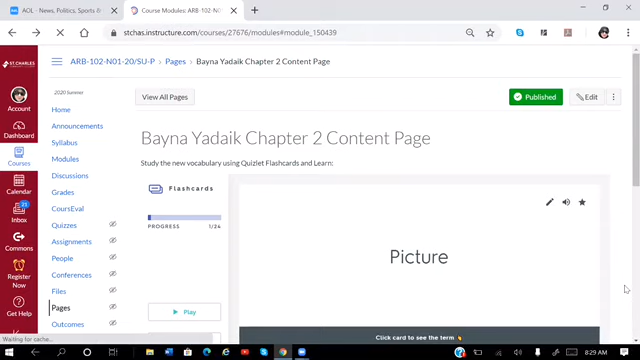 AOL - News, Politics, Sports &
Course Modules: ARB-102-N01-20
stchas.instructure.com/courses/27676/modules#module_150439
ST.CHARLES
ARB-102-N01-20/SU-P > Pages > Bayna Yadaik Chapter 2 Content Page
2020 Summer
View All Pages
Published
Edit
Account
Dashboard
Courses
Calendar
21
Inbox
Commons
Register
Now
Get Help
Home
Announcements
Syllabus
Modules
Discussions
Grades
CoursEval
Quizzes
Assignments
People
Conferences
Files
Pages
Outcomes
Bayna Yadaik Chapter 2 Content Page
Study the new vocabulary using Quizlet Flashcards and Learn:
Flashcards
PROGRESS 1/24
Play
Picture
Click card to see the term
Waiting for cache...
8:29 AM